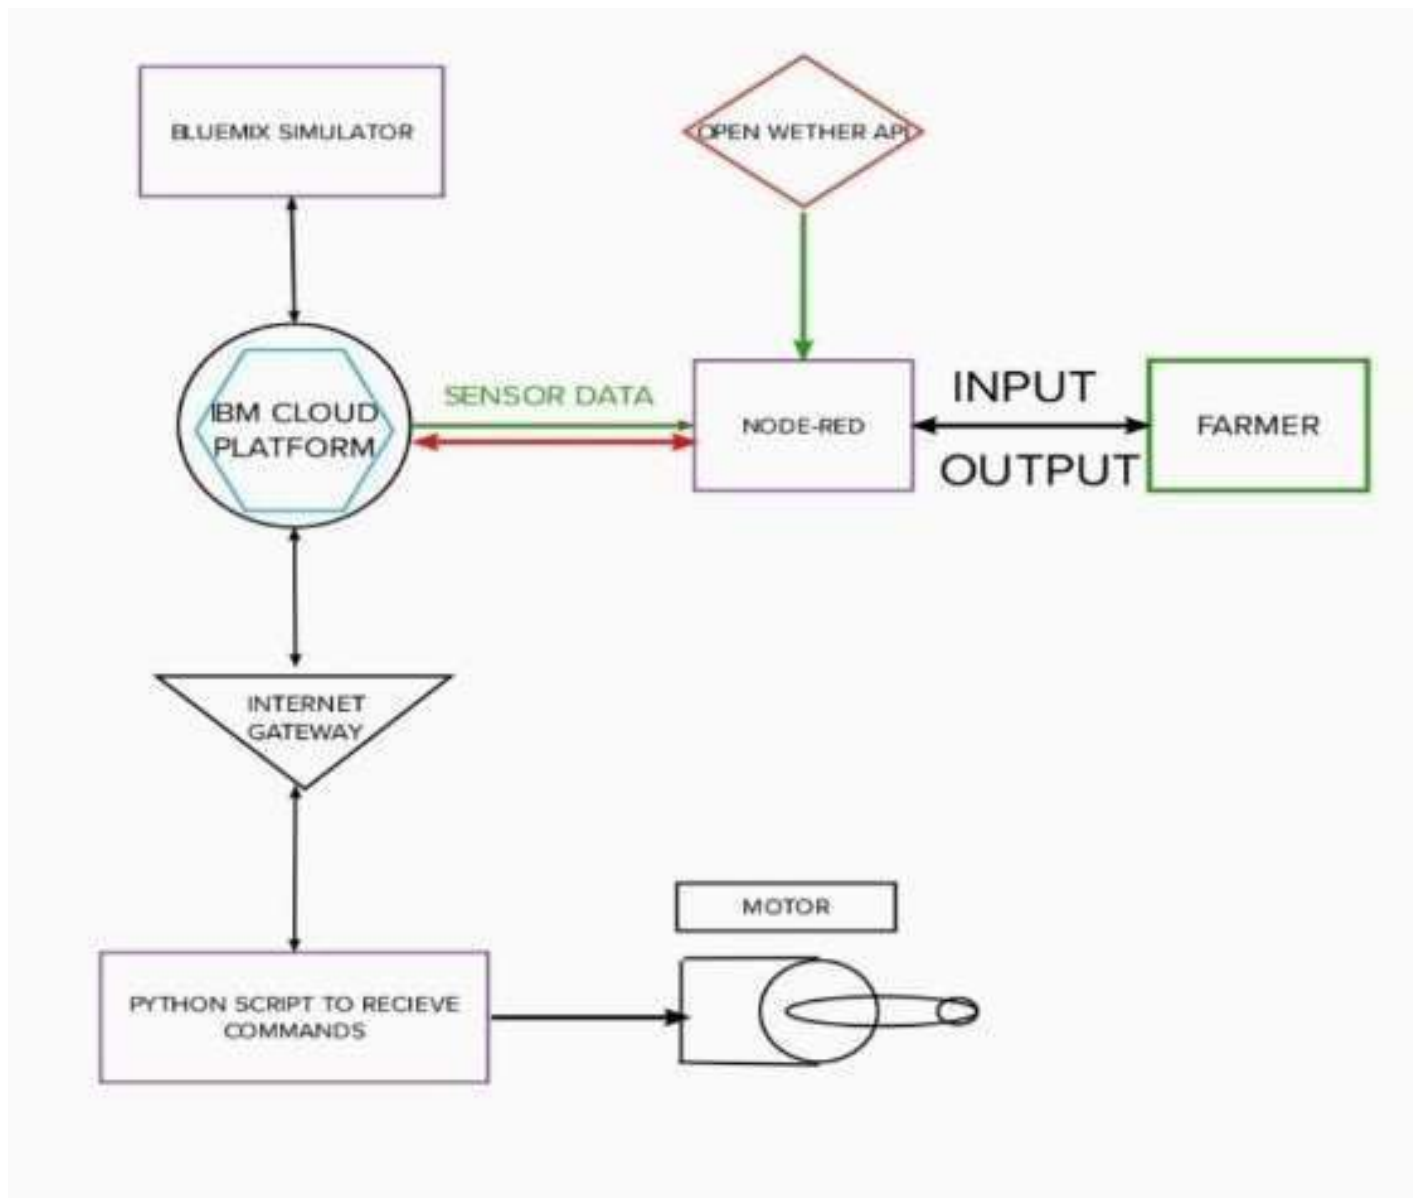 BLUEMIX SIMULATOR
OPEN WETHER API
IBM CLOUD
PLATFORM
SENSOR DATA
NODE-RED
INPUT
OUTPUT
FARMER
INTERNET
GATEWAY
MOTOR
PYTHON SCRIPT TO RECIEVE
COMMANDS